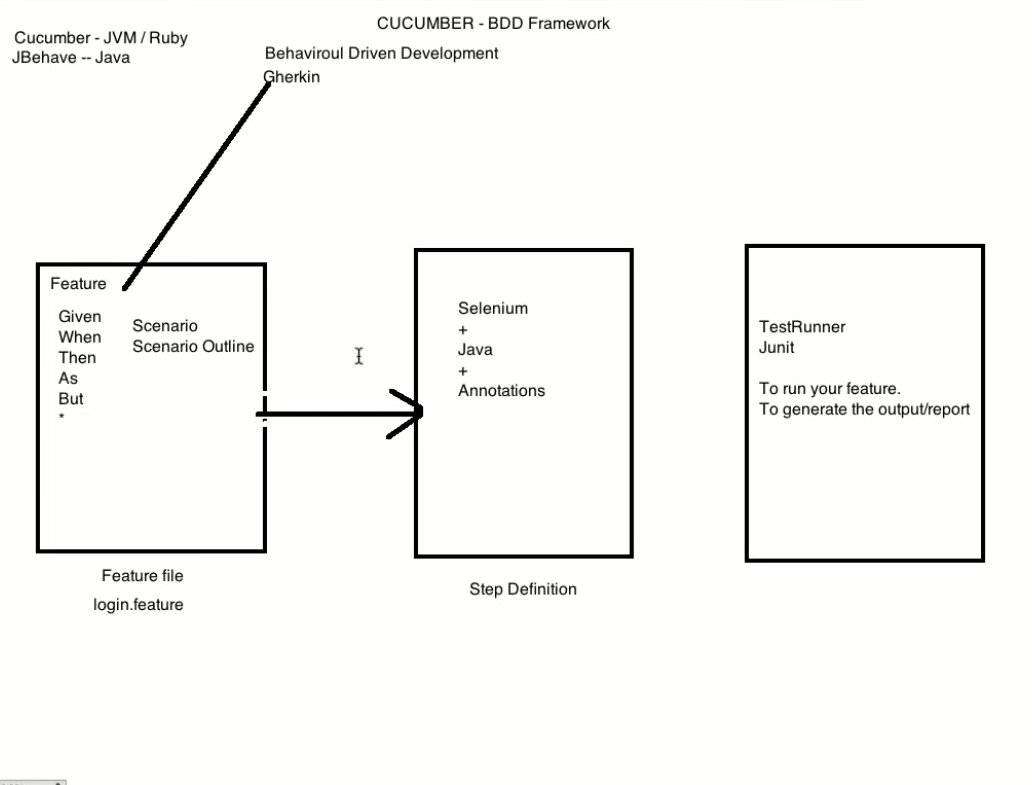 CUCUMBER - BDD Framework
Cucumber - JVM / Ruby
JBehave -- Java
Behaviroul Driven Development
Gherkin
Feature
Given
When
Then
As
But
*
Scenario
Scenario Outline
Feature file
login.feature
Selenium
+
Java
+
Annotations
Step Definition
TestRunner
Junit
To run your feature.
To generate the output/report